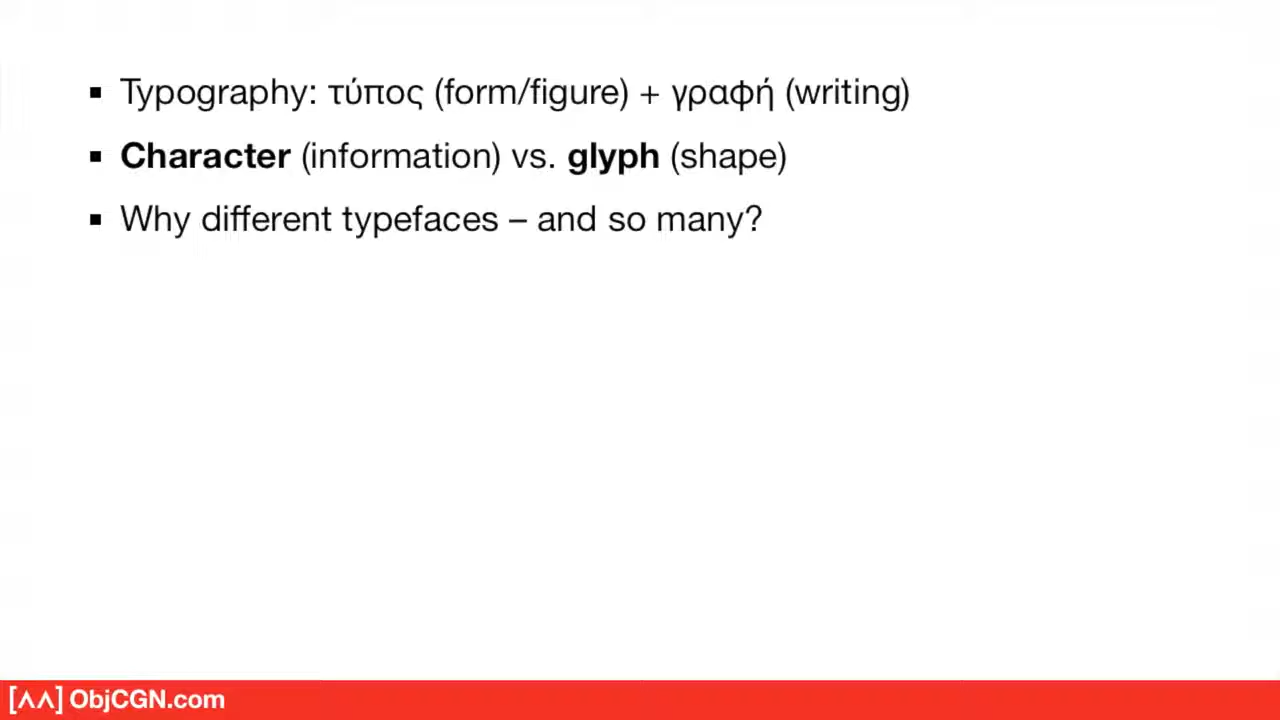 ▪ Typography: τύπος (form/figure) + γραφή (writing)
▪ Character (information) vs. glyph (shape)
▪ Why different typefaces – and so many?
[ʌʌ] ObjCGN.com